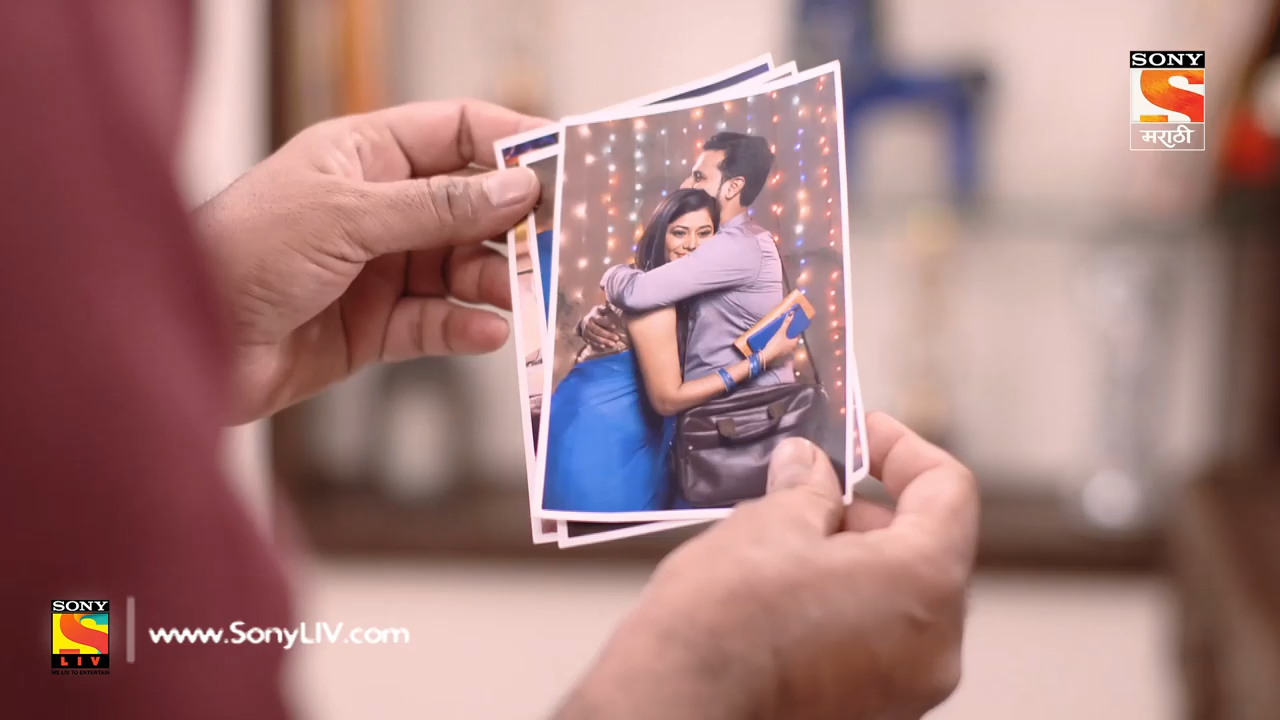 SONY
मराठी
SONY
LIV
WE LIV TO ENTERTAIN
www.SonyLIV.com